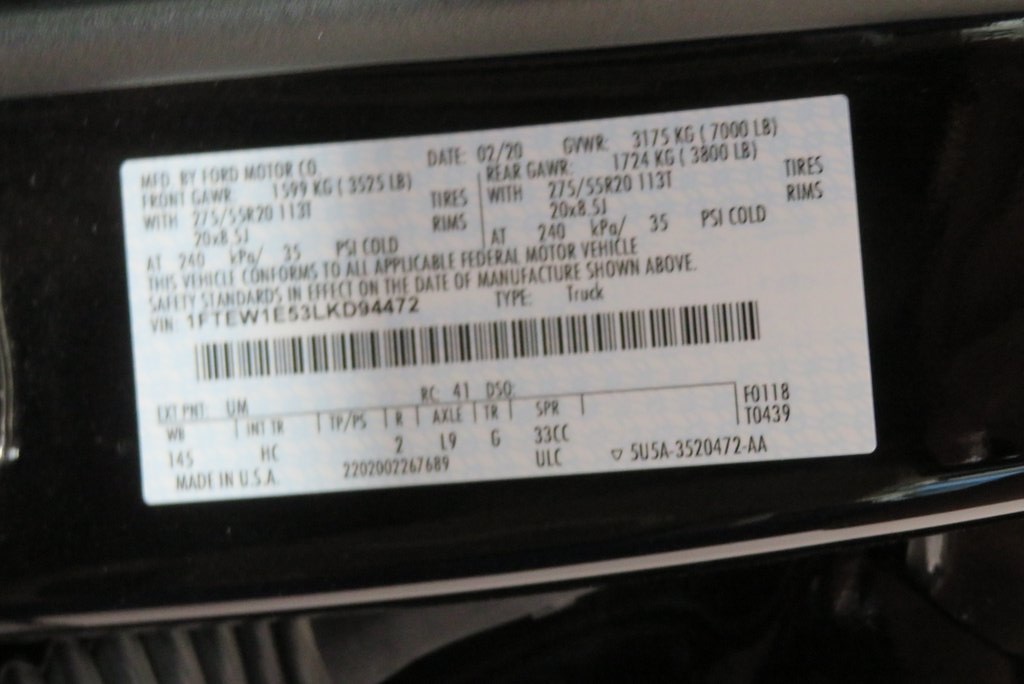 MFD. BY FORD MOTOR CO. DATE: 02/20 GVWR: 3175 KG ( 7000 LB)
FRONT GAWR: 1599 KG ( 3525 LB) REAR GAWR: 1724 KG ( 3800 LB)
WITH 275/55R20 113T TIRES WITH 275/55R20 113T TIRES
20x8.5J RIMS 20x8.5J RIMS
AT 240 kPa/ 35 PSI COLD AT 240 kPa/ 35 PSI COLD
THIS VEHICLE CONFORMS TO ALL APPLICABLE FEDERAL MOTOR VEHICLE
SAFETY STANDARDS IN EFFECT ON THE DATE OF MANUFACTURE SHOWN ABOVE.
VIN: 1FTEW1E53LKD94472 TYPE: Truck
EXT PNT: UM RC: 41 DSO: F0118
WB INT TR TP/PS R AXLE TR SPR T0439
145 HC 2 L9 G 33CC
MADE IN U.S.A. 2202002267689 ULC ▽ 5U5A-3520472-AA